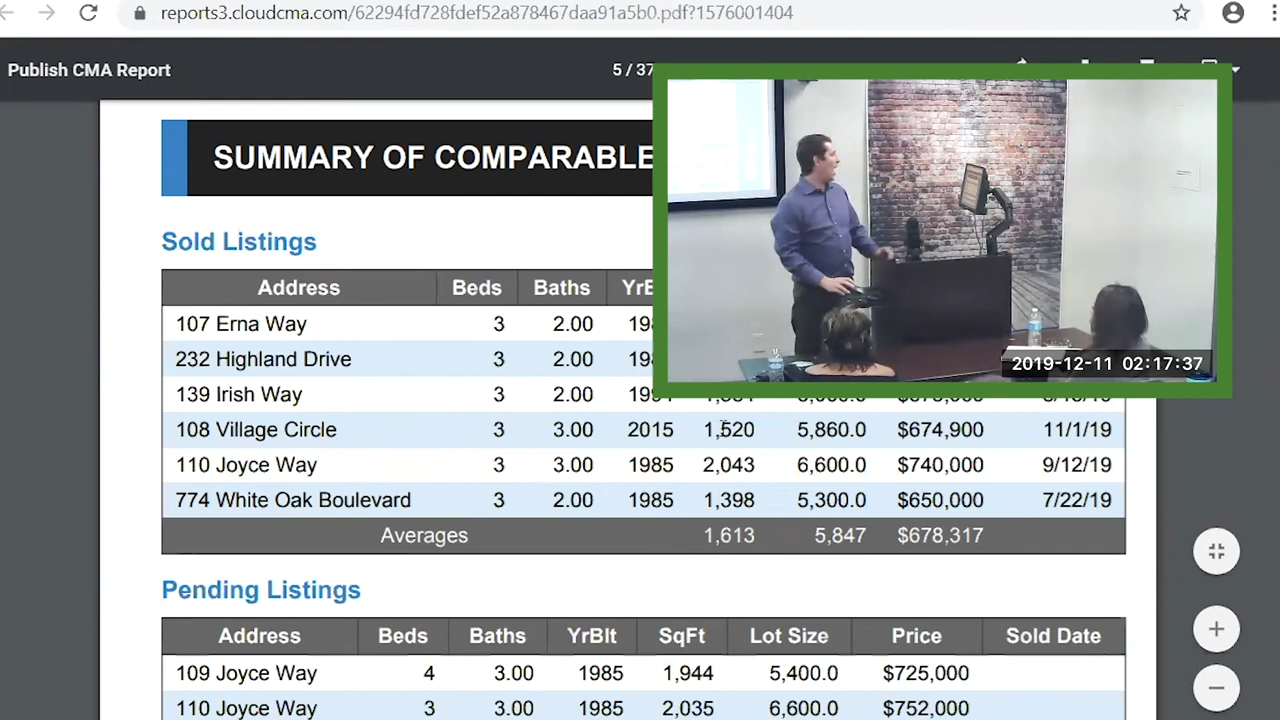 reports3.cloudcma.com/62294fd728fdef52a878467daa91a5b0.pdf?1576001404
Publish CMA Report 5 / 37
SUMMARY OF COMPARABLE
Sold Listings
Address Beds Baths
107 Erna Way 3 2.00
232 Highland Drive 3 2.00
139 Irish Way 3 2.00
108 Village Circle 3 3.00 2015 1,520 5,860.0 $674,900 11/1/19
110 Joyce Way 3 3.00 1985 2,043 6,600.0 $740,000 9/12/19
774 White Oak Boulevard 3 2.00 1985 1,398 5,300.0 $650,000 7/22/19
Averages 1,613 5,847 $678,317
Pending Listings
Address Beds Baths YrBlt SqFt Lot Size Price Sold Date
109 Joyce Way 4 3.00 1985 1,944 5,400.0 $725,000
110 Joyce Way 3 3.00 1985 2,035 6,600.0 $752,000
2019-12-11 02:17:37